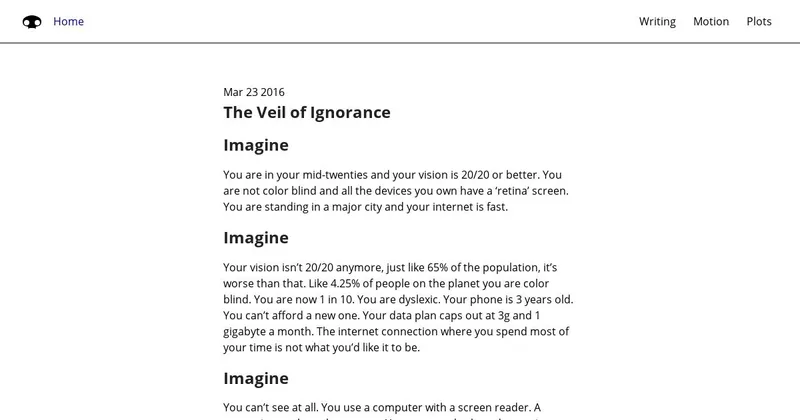 Home
Writing
Motion
Plots
Mar 23 2016
The Veil of Ignorance
Imagine
You are in your mid-twenties and your vision is 20/20 or better. You
are not color blind and all the devices you own have a ‘retina’ screen.
You are standing in a major city and your internet is fast.
Imagine
Your vision isn’t 20/20 anymore, just like 65% of the population, it’s
worse than that. Like 4.25% of people on the planet you are color
blind. You are now 1 in 10. You are dyslexic. Your phone is 3 years old.
You can’t afford a new one. Your data plan caps out at 3g and 1
gigabyte a month. The internet connection where you spend most of
your time is not what you’d like it to be.
Imagine
You can’t see at all. You use a computer with a screen reader. A